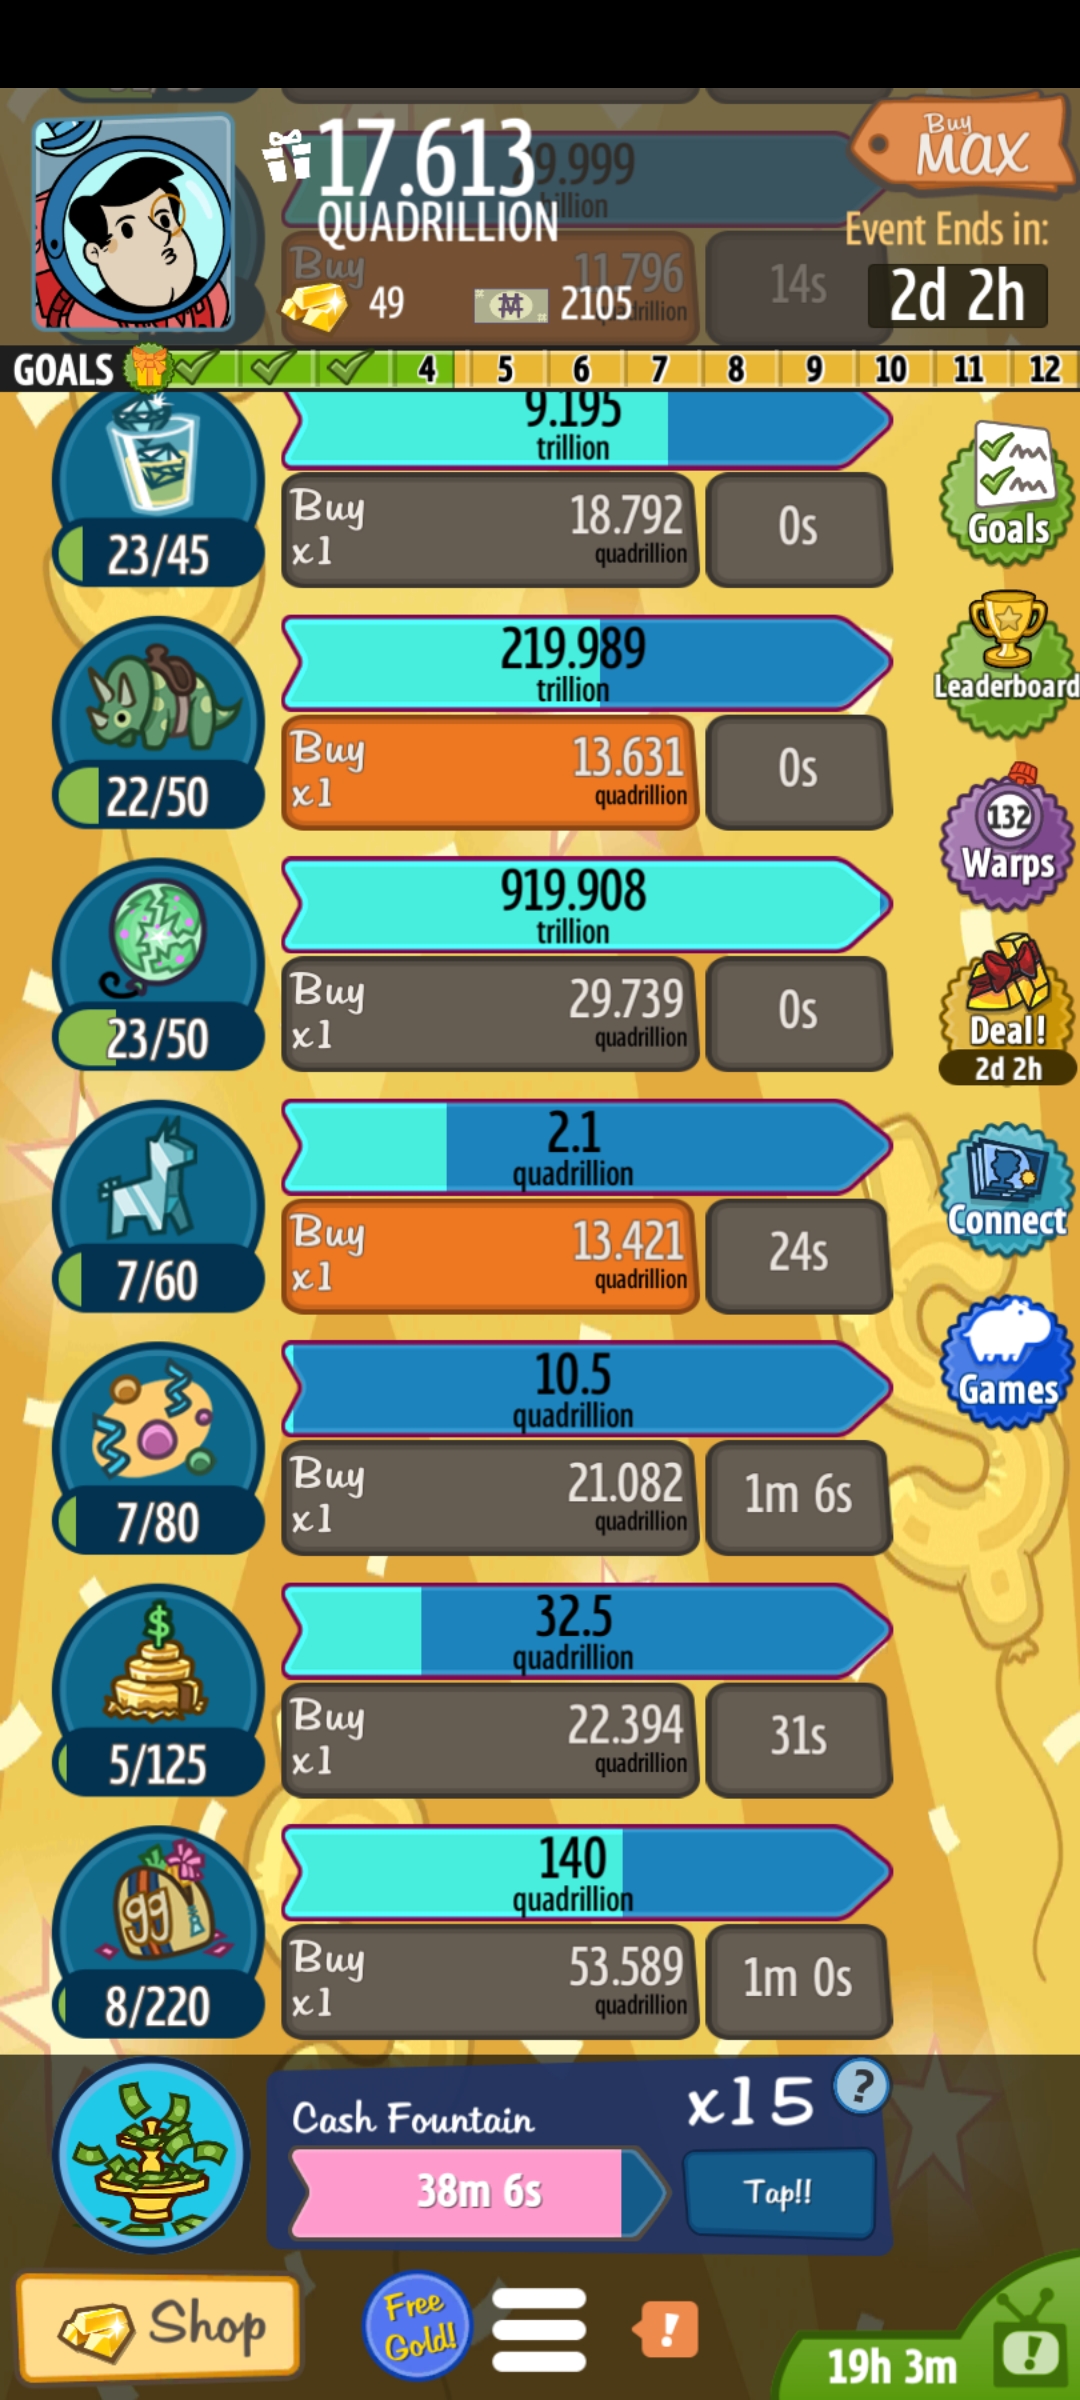 17.613
QUADRILLION
9.999
Buy
MAX
Event Ends in:
2d 2h
49
2105
Buy
11.796
14s
GOALS 4 5 6 7 8 9 10 11 12
9.195
trillion
23/45
Buy
x1
18.792
quadrillion
0s
Goals
219.989
trillion
22/50
Buy
x1
13.631
quadrillion
0s
Leaderboard
919.908
trillion
23/50
Buy
x1
29.739
quadrillion
0s
132
Warps
Deal!
2d 2h
2.1
quadrillion
7/60
Buy
x1
13.421
quadrillion
24s
Connect
10.5
quadrillion
7/80
Buy
x1
21.082
quadrillion
1m 6s
Games
$
32.5
quadrillion
5/125
Buy
x1
22.394
quadrillion
31s
99
140
quadrillion
8/220
Buy
x1
53.589
quadrillion
1m 0s
Cash Fountain
x15
?
38m 6s
Tap!!
Shop
Free
Gold!
!
19h 3m
!